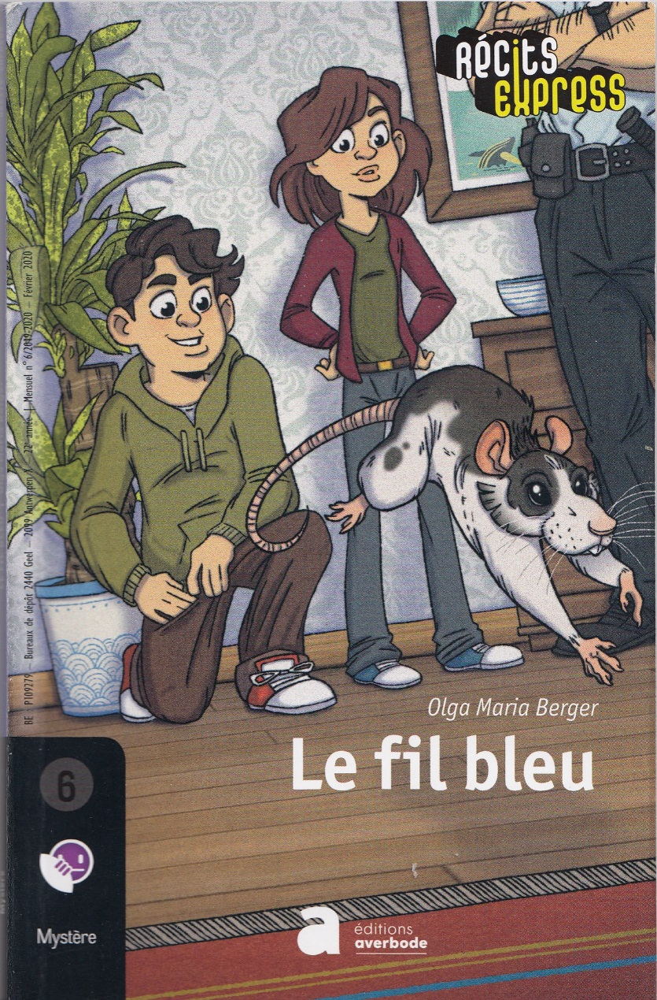 Récits
Express
BE P109279 – Bureaux de dépôt 2440 Geel – 2099 Antwerpen X – 22e année | Mensuel n° 6/2019-2020 – Février 2020
Olga Maria Berger
Le fil bleu
6
Mystère
a
éditions
averbode